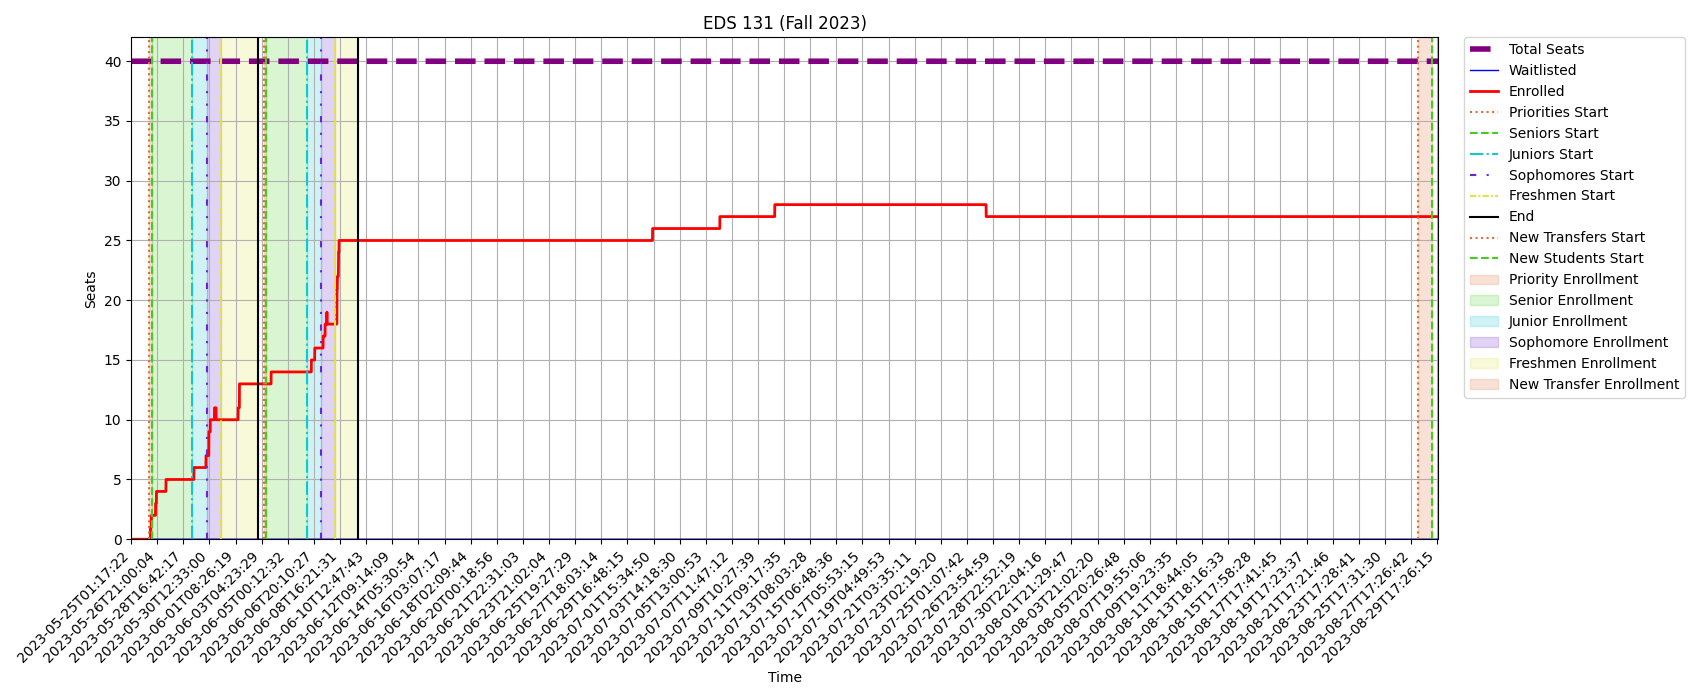 EDS 131 (Fall 2023)
Seats
40
35
30
25
20
15
10
5
0
2023-05-25T01:17:22
2023-05-26T21:00:04
2023-05-28T16:42:17
2023-05-30T12:33:00
2023-06-01T08:26:19
2023-06-03T04:23:29
2023-06-05T00:12:32
2023-06-06T20:10:27
2023-06-08T16:21:31
2023-06-10T12:47:43
2023-06-12T09:14:09
2023-06-14T05:30:54
2023-06-16T03:07:17
2023-06-18T02:09:44
2023-06-20T00:18:56
2023-06-21T22:31:03
2023-06-23T21:02:04
2023-06-25T19:27:29
2023-06-27T18:03:14
2023-06-29T16:48:15
2023-07-01T15:34:50
2023-07-03T14:18:30
2023-07-05T13:00:53
2023-07-07T11:47:12
2023-07-09T10:27:39
2023-07-11T09:17:35
2023-07-13T08:03:28
2023-07-15T06:48:36
2023-07-17T05:53:15
2023-07-19T04:49:53
2023-07-21T03:35:11
2023-07-23T02:19:20
2023-07-25T01:07:42
2023-07-26T23:54:59
2023-07-28T22:52:19
2023-07-30T22:04:16
2023-08-01T21:29:47
2023-08-03T21:02:20
2023-08-05T20:26:48
2023-08-07T19:55:06
2023-08-09T19:23:35
2023-08-11T18:44:05
2023-08-13T18:16:33
2023-08-15T17:58:28
2023-08-17T17:41:45
2023-08-19T17:23:37
2023-08-21T17:21:46
2023-08-23T17:28:41
2023-08-25T17:31:30
2023-08-27T17:26:42
2023-08-29T17:26:15
Time
Total Seats
Waitlisted
Enrolled
Priorities Start
Seniors Start
Juniors Start
Sophomores Start
Freshmen Start
End
New Transfers Start
New Students Start
Priority Enrollment
Senior Enrollment
Junior Enrollment
Sophomore Enrollment
Freshmen Enrollment
New Transfer Enrollment